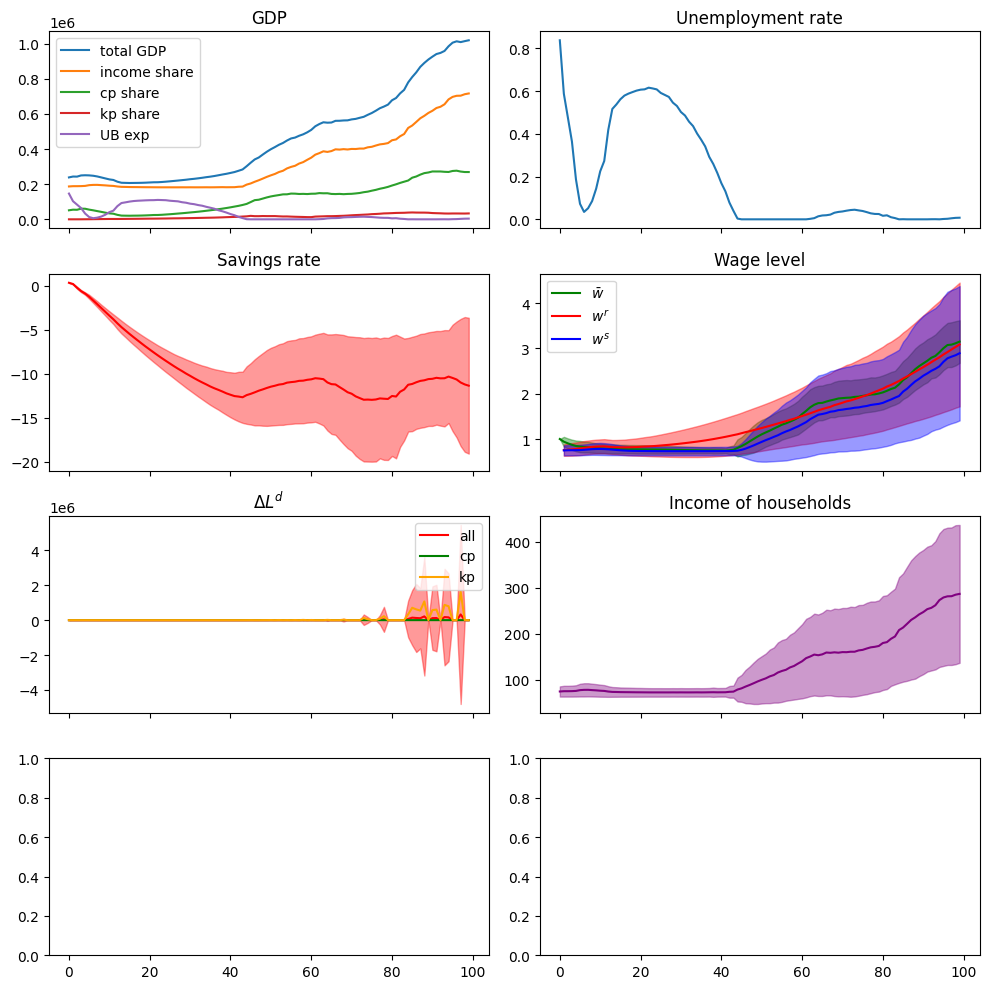 GDP
1e6
1.0
0.8
0.6
0.4
0.2
0.0
total GDP
income share
cp share
kp share
UB exp
Unemployment rate
0.8
0.6
0.4
0.2
0.0
Savings rate
0
−5
−10
−15
−20
Wage level
4
3
2
1
w̄
wʳ
wˢ
ΔLᵈ
1e6
4
2
0
−2
−4
all
cp
kp
Income of households
400
300
200
100
1.0
0.8
0.6
0.4
0.2
0.0
0 20 40 60 80 100
1.0
0.8
0.6
0.4
0.2
0.0
0 20 40 60 80 100